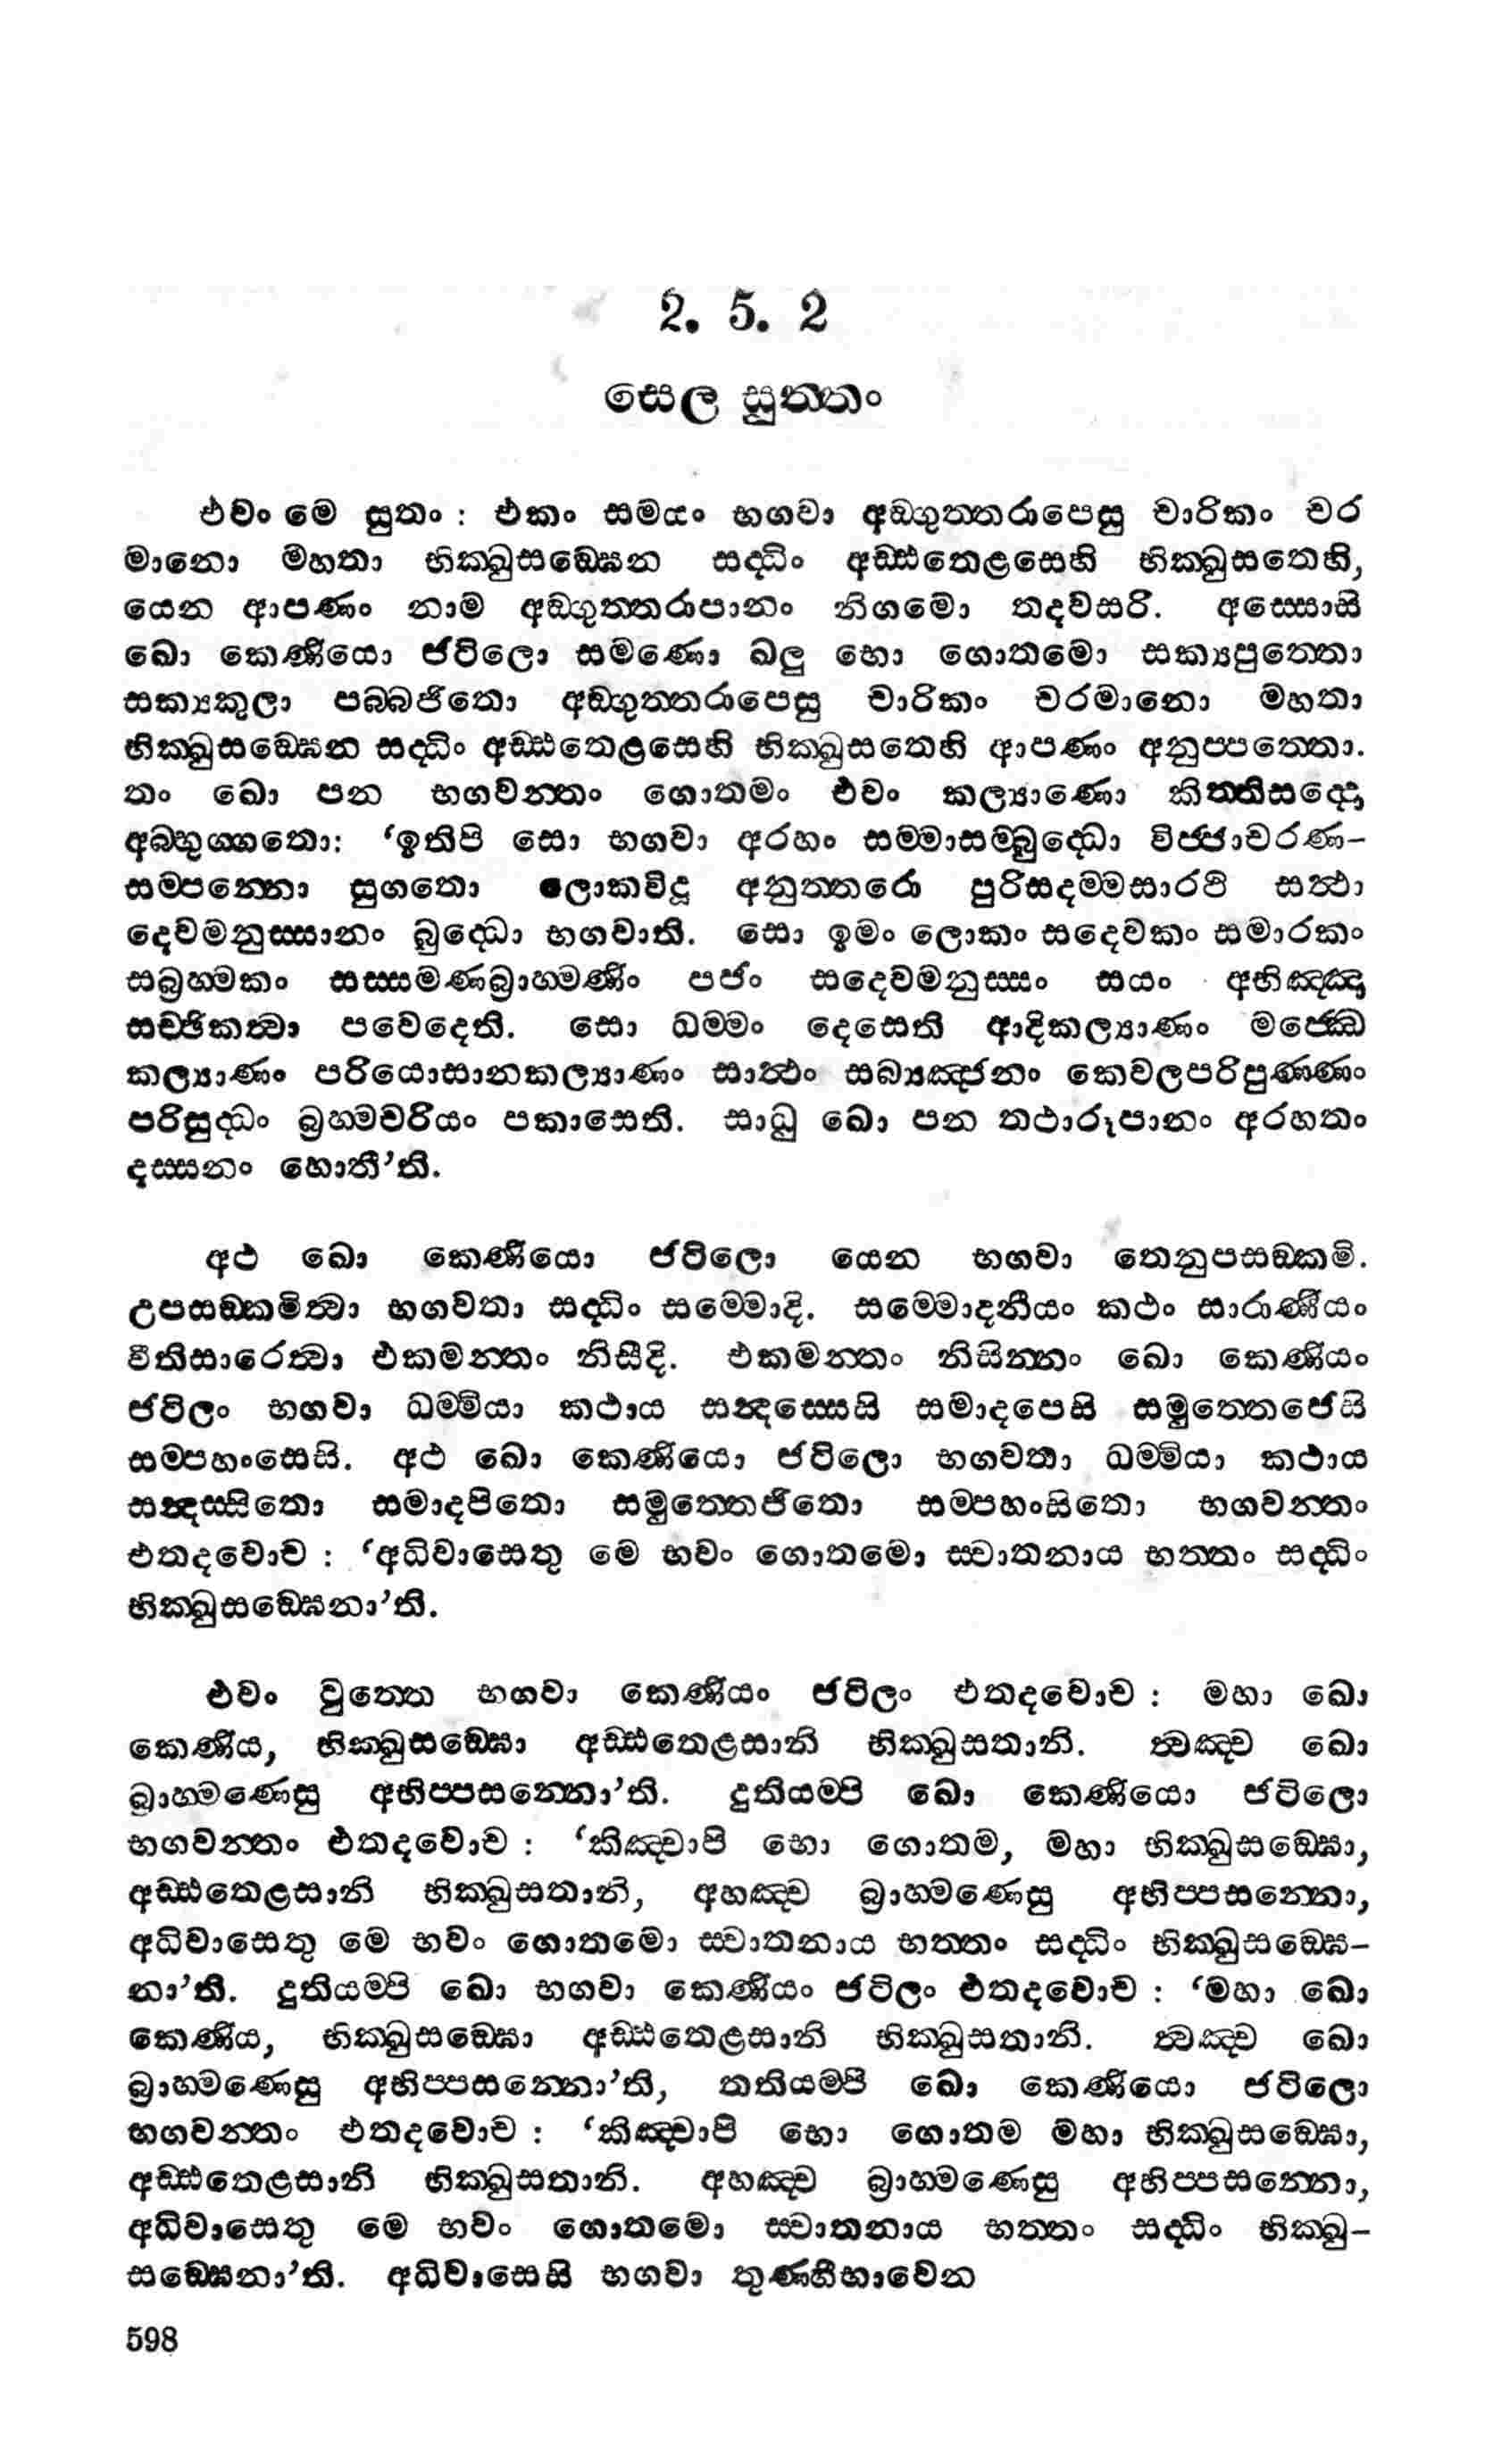 2. 5. 2
සෙල සුත්තං
එවං මෙ සුතං : එකං සමයං භගවා අඞ්ගුත්තරාපෙසු චාරිකං චර
මානො මහතා භික්ඛුසඞ්ඝෙන සද්ධිං අඩ්ඪතෙළසෙහි භික්ඛුසතෙහි,
යෙන ආපණං නාම අඞ්ගුත්තරාපානං නිගමො තදවසරි. අස්සොසි
ඛො කෙණියො ජටිලො සමණො ඛලු භො ගොතමො සක්‍යපුත්තො
සක්‍යකුලා පබ්බජිතො අඞ්ගුත්තරාපෙසු චාරිකං චරමානො මහතා
භික්ඛුසඞ්ඝෙන සද්ධිං අඩ්ඪතෙළසෙහි භික්ඛුසතෙහි ආපණං අනුප්පත්තො.
තං ඛො පන භගවන්තං ගොතමං එවං කල්‍යාණො කිත්තිසද්දො
අබ්භුග්ගතො: ‘ඉතිපි සො භගවා අරහං සම්මාසම්බුද්ධො විජ්ජාචරණ-
සම්පන්නො සුගතො ලොකවිදූ අනුත්තරො පුරිසදම්මසාරථි සත්ථා
දෙවමනුස්සානං බුද්ධො භගවාති. සො ඉමං ලොකං සදෙවකං සමාරකං
සබ්‍රහ්මකං සස්සමණබ්‍රාහ්මණිං පජං සදෙවමනුස්සං සයං අභිඤ්ඤා
සච්ඡිකත්වා පවෙදෙති. සො ධම්මං දෙසෙති ආදිකල්‍යාණං මජ්ඣෙ
කල්‍යාණං පරියොසානකල්‍යාණං සාත්ථං සබ්‍යඤ්ජනං කෙවලපරිපුණ්ණං
පරිසුද්ධං බ්‍රහ්මචරියං පකාසෙති. සාධු ඛො පන තථාරූපානං අරහතං
දස්සනං හොතී’ති.
අථ ඛො කෙණියො ජටිලො යෙන භගවා තෙනුපසඞ්කමි.
උපසඞ්කමිත්වා භගවතා සද්ධිං සම්මොදි. සම්මොදනීයං කථං සාරාණීයං
වීතිසාරෙත්වා එකමන්තං නිසීදි. එකමන්තං නිසින්නං ඛො කෙණියං
ජටිලං භගවා ධම්මියා කථාය සන්දස්සෙසි සමාදපෙසි සමුත්තෙජෙසි
සම්පහංසෙසි. අථ ඛො කෙණියො ජටිලො භගවතා ධම්මියා කථාය
සන්දස්සිතො සමාදපිතො සමුත්තෙජිතො සම්පහංසිතො භගවන්තං
එතදවොච : ‘අධිවාසෙතු මෙ භවං ගොතමො ස්වාතනාය භත්තං සද්ධිං
භික්ඛුසඞ්ඝෙනා’ති.
එවං වුත්තෙ භගවා කෙණියං ජටිලං එතදවොච : මහා ඛො
කෙණිය, භික්ඛුසඞ්ඝො අඩ්ඪතෙළසානි භික්ඛුසතානි. ත්වඤ්ච ඛො
බ්‍රාහ්මණෙසු අභිප්පසන්නො’ති. දුතියම්පි ඛො කෙණියො ජටිලො
භගවන්තං එතදවොච : ‘කිඤ්චාපි භො ගොතම, මහා භික්ඛුසඞ්ඝො,
අඩ්ඪතෙළසානි භික්ඛුසතානි, අහඤ්ච බ්‍රාහ්මණෙසු අභිප්පසන්නො,
අධිවාසෙතු මෙ භවං ගොතමො ස්වාතනාය භත්තං සද්ධිං භික්ඛුසඞ්ඝෙ-
නා’ති. දුතියම්පි ඛො භගවා කෙණියං ජටිලං එතදවොච : ‘මහා ඛො
කෙණිය, භික්ඛුසඞ්ඝො අඩ්ඪතෙළසානි භික්ඛුසතානි. ත්වඤ්ච ඛො
බ්‍රාහ්මණෙසු අභිප්පසන්නො’ති, තතියම්පි ඛො කෙණියො ජටිලො
භගවන්තං එතදවොච : ‘කිඤ්චාපි භො ගොතම මහා භික්ඛුසඞ්ඝො,
අඩ්ඪතෙළසානි භික්ඛුසතානි. අහඤ්ච බ්‍රාහ්මණෙසු අභිප්පසන්නො,
අධිවාසෙතු මෙ භවං ගොතමො ස්වාතනාය භත්තං සද්ධිං භික්ඛු-
සඞ්ඝෙනා’ති. අධිවාසෙසි භගවා තුණ්හීභාවෙන
598